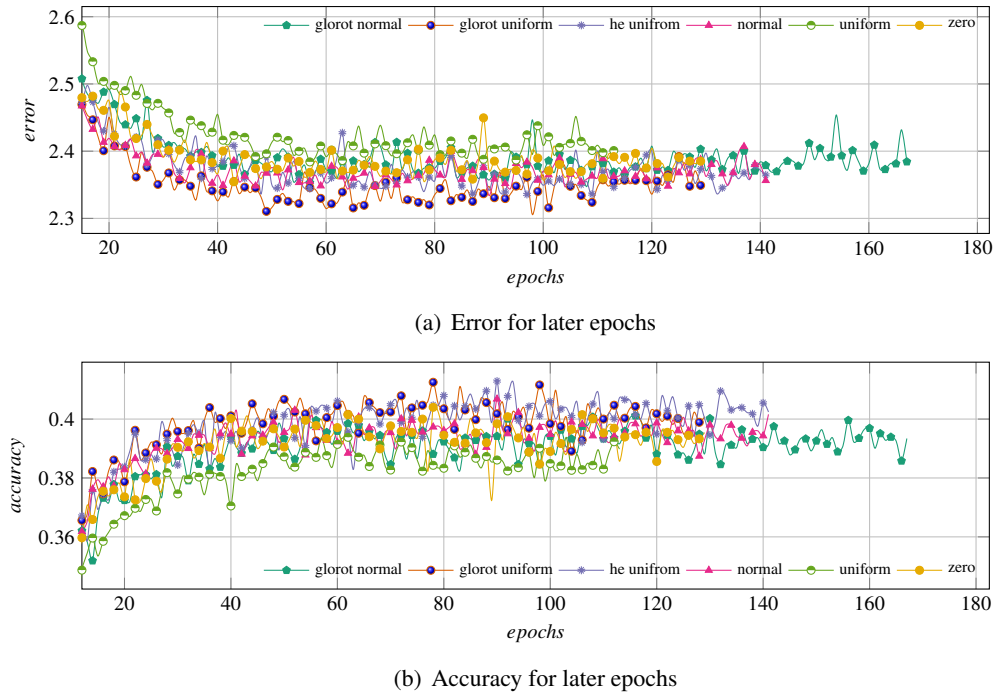 2.6
glorot normal glorot uniform he unifrom normal uniform zero
2.5
error
2.4
2.3
20 40 60 80 100 120 140 160 180
epochs
(a) Error for later epochs
0.4
accuracy
0.38
0.36
glorot normal glorot uniform he unifrom normal uniform zero
20 40 60 80 100 120 140 160 180
epochs
(b) Accuracy for later epochs